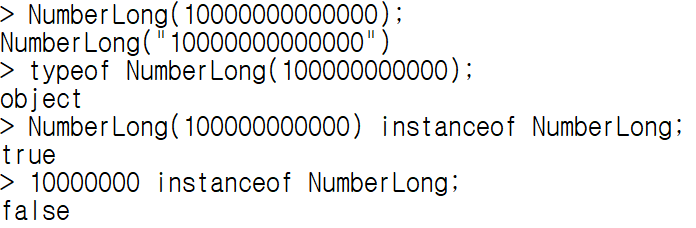 > NumberLong(10000000000000);
NumberLong("10000000000000")
> typeof NumberLong(100000000000);
object
> NumberLong(100000000000) instanceof NumberLong;
true
> 10000000 instanceof NumberLong;
false